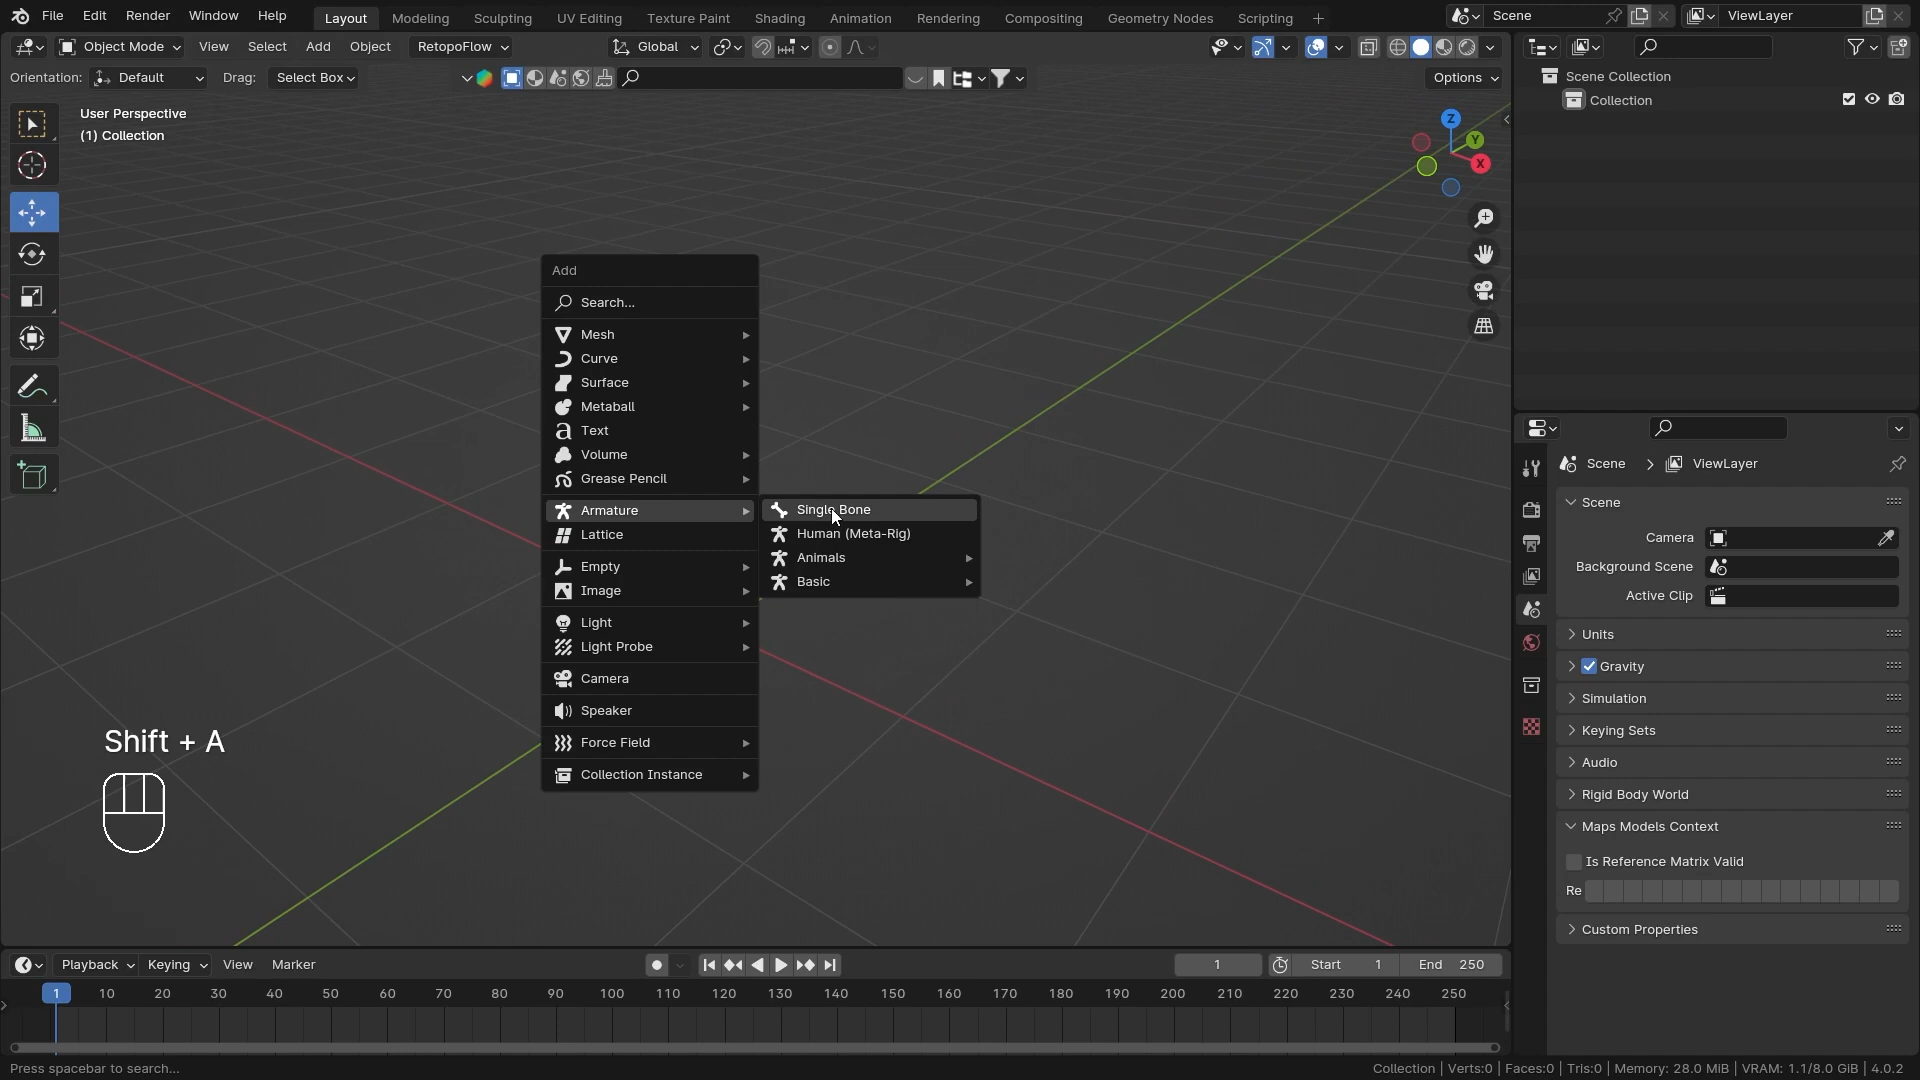 File Edit Render Window Help Layout Modeling Sculpting UV Editing Texture Paint Shading Animation Rendering Compositing Geometry Nodes Scripting + Scene ViewLayer
Object Mode View Select Add Object RetopoFlow Global
Orientation: Default Drag: Select Box Options
User Perspective
(1) Collection
Z
Y
X
Add
Search...
Mesh
Curve
Surface
Metaball
Text
Volume
Grease Pencil
Armature
Lattice
Empty
Image
Light
Light Probe
Camera
Speaker
Force Field
Collection Instance
Single Bone
Human (Meta-Rig)
Animals
Basic
Shift + A
Scene Collection
Collection
Scene ViewLayer
Scene
Camera
Background Scene
Active Clip
Units
Gravity
Simulation
Keying Sets
Audio
Rigid Body World
Maps Models Context
Is Reference Matrix Valid
Re
Custom Properties
Playback Keying View Marker 1 Start 1 End 250
1 10 20 30 40 50 60 70 80 90 100 110 120 130 140 150 160 170 180 190 200 210 220 230 240 250
Press spacebar to search... Collection | Verts:0 | Faces:0 | Tris:0 | Memory: 28.0 MiB | VRAM: 1.1/8.0 GiB | 4.0.2